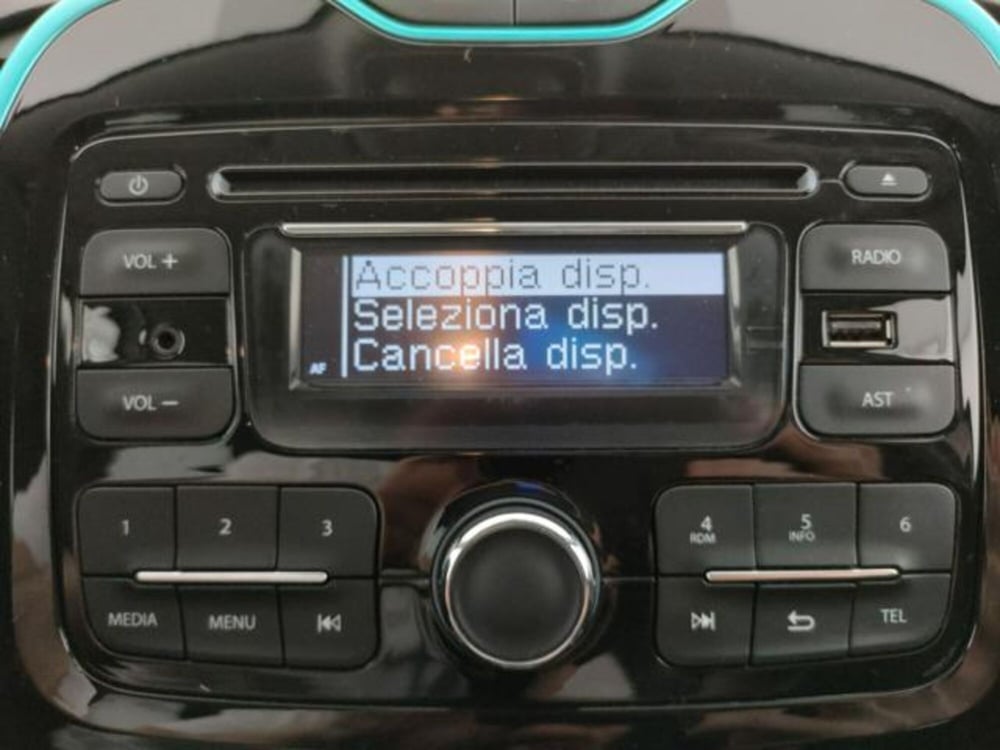 VOL +
RADIO
Accoppia disp.
Seleziona disp.
Cancella disp.
AF
VOL −
AST
1
2
3
4
RDM
5
INFO
6
MEDIA
MENU
TEL